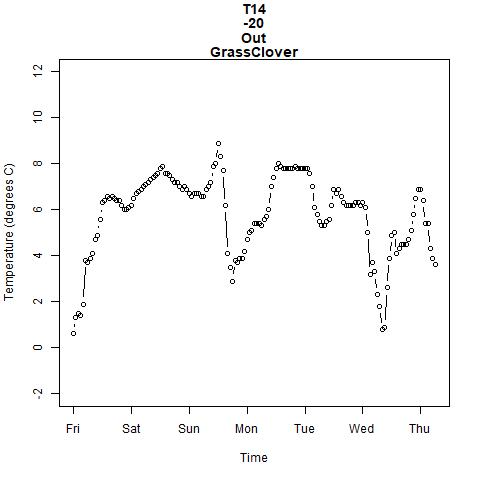 T14
-20
Out
GrassClover
Temperature (degrees C)
12
10
8
6
4
2
0
-2
Fri Sat Sun Mon Tue Wed Thu
Time